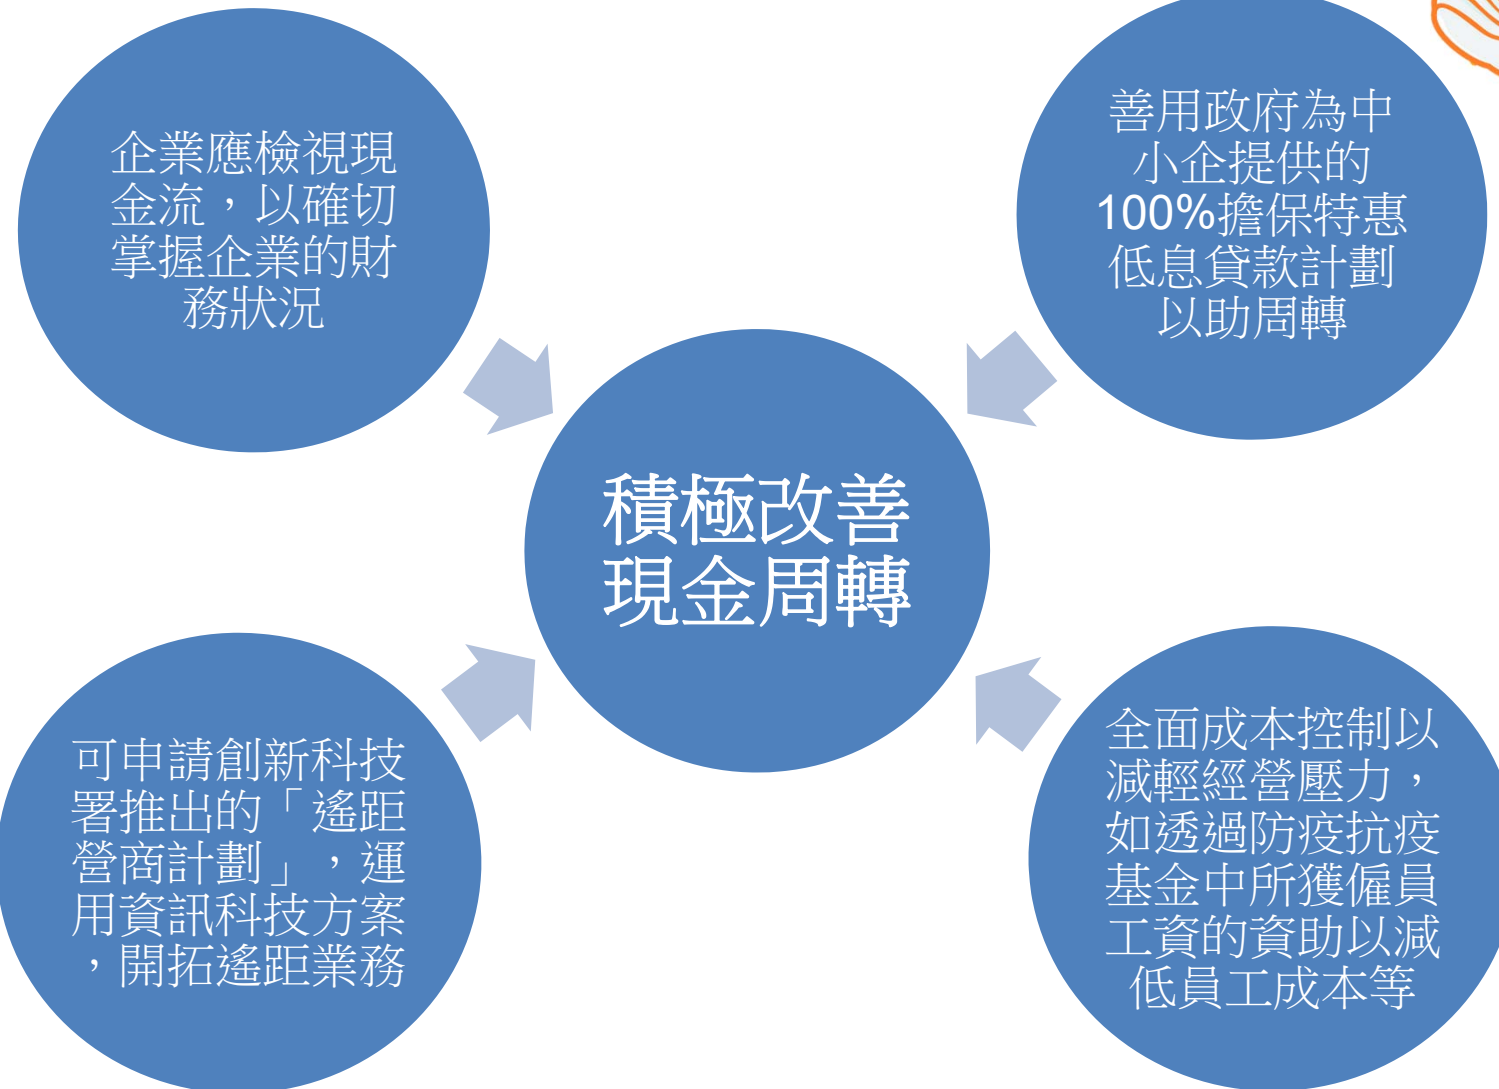 企業應檢視現
金流，以確切
掌握企業的財
務狀況
善用政府為中
小企提供的
100%擔保特惠
低息貸款計劃
以助周轉
積極改善
現金周轉
可申請創新科技
署推出的「遙距
營商計劃」，運
用資訊科技方案
，開拓遙距業務
全面成本控制以
減輕經營壓力，
如透過防疫抗疫
基金中所獲僱員
工資的資助以減
低員工成本等